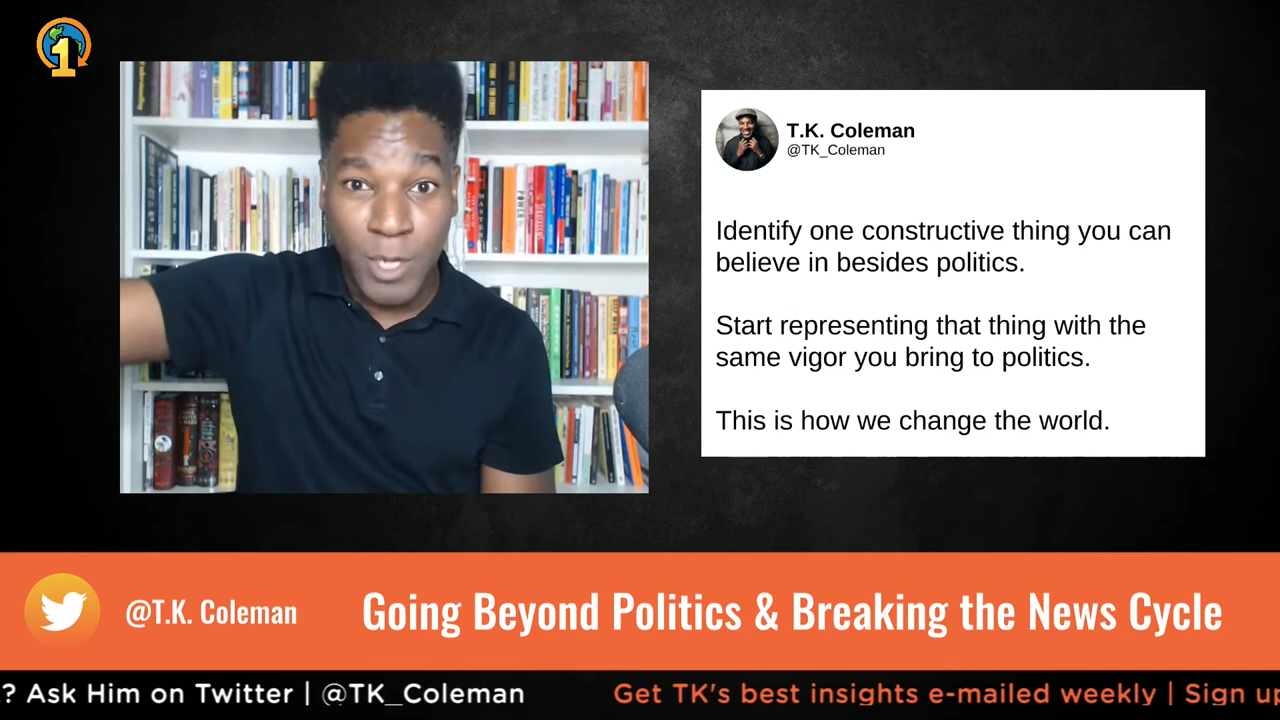 1
T.K. Coleman
@TK_Coleman
Identify one constructive thing you can
believe in besides politics.
Start representing that thing with the
same vigor you bring to politics.
This is how we change the world.
POWER
@T.K. Coleman
Going Beyond Politics & Breaking the News Cycle
? Ask Him on Twitter | @TK_Coleman
Get TK's best insights e-mailed weekly | Sign up